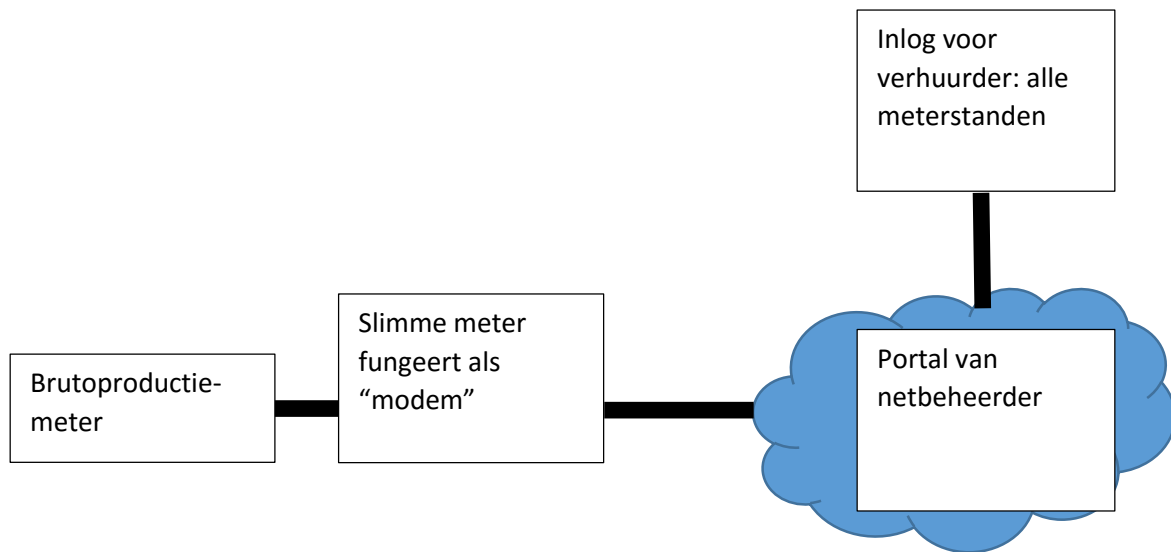 Inlog voor
verhuurder: alle
meterstanden
Slimme meter
fungeert als
“modem”
Brutoproductie-
meter
Portal van
netbeheerder